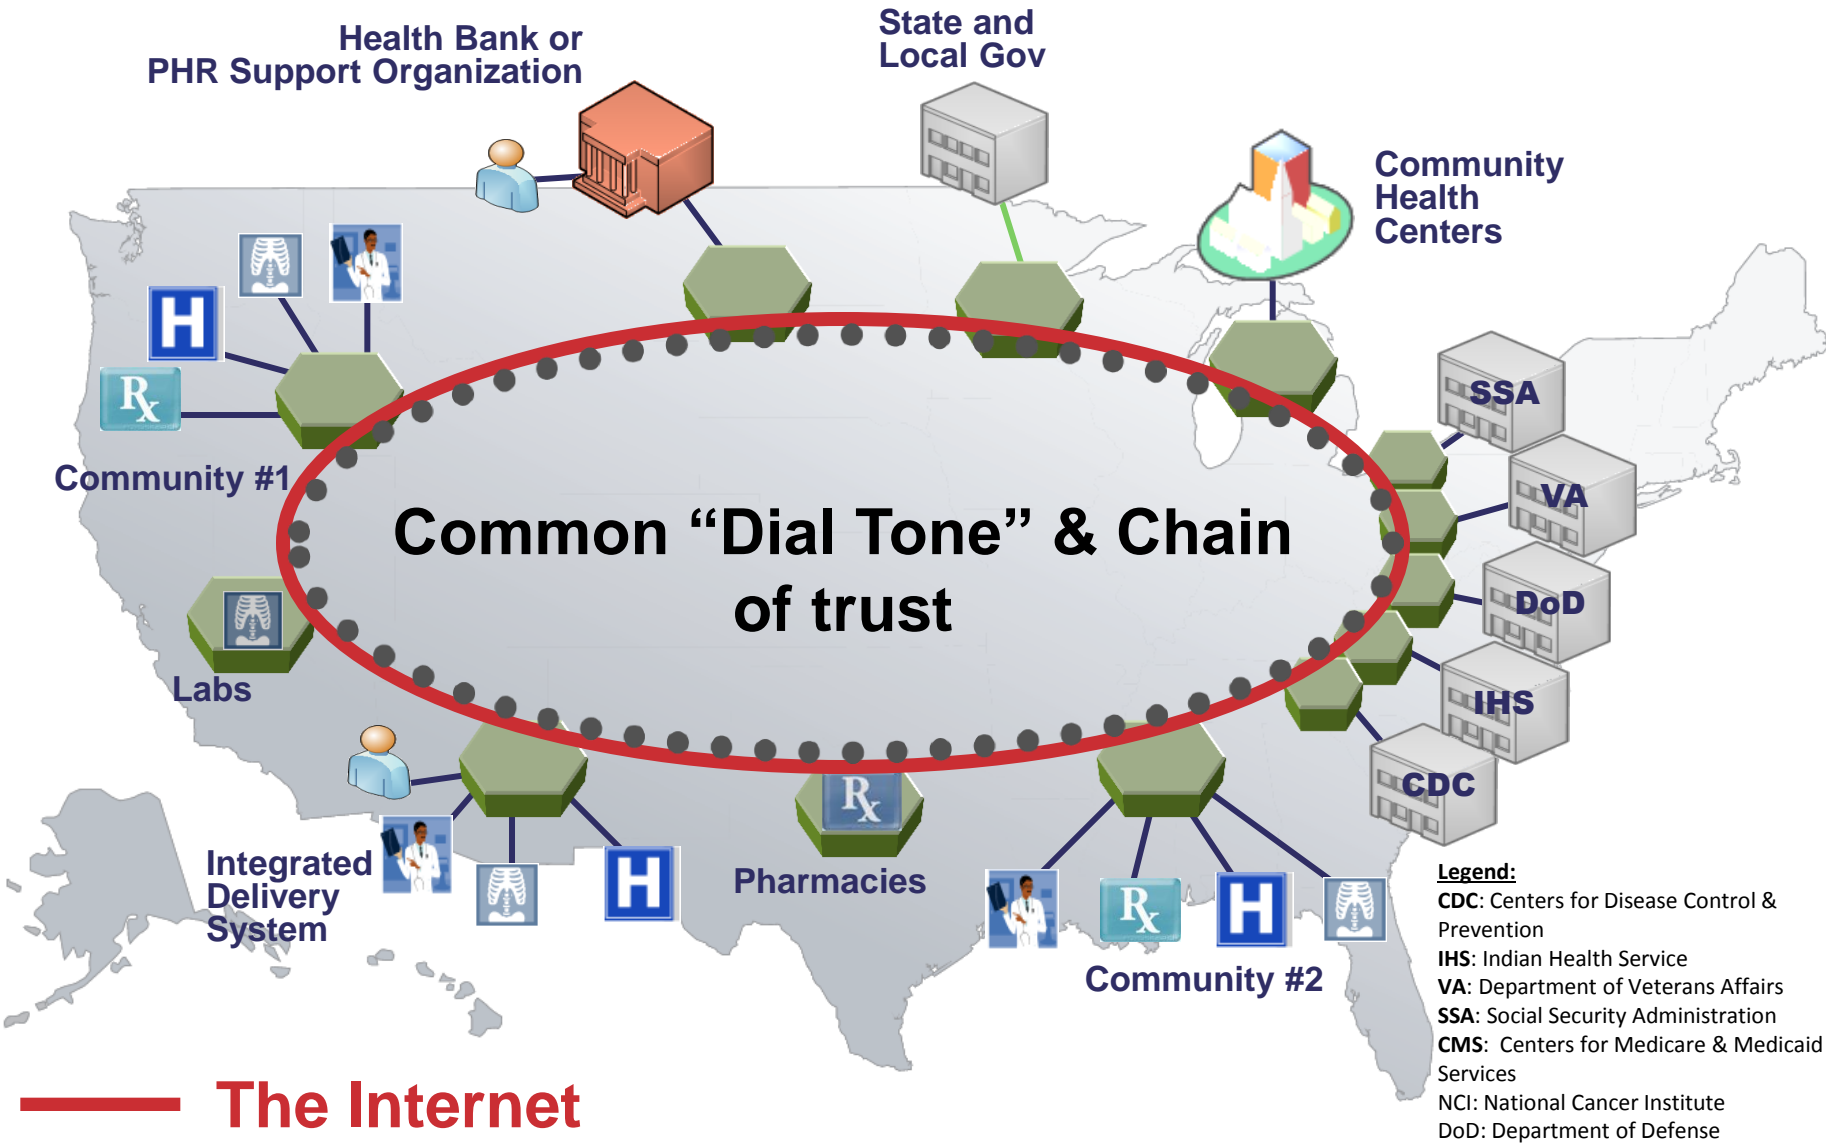 Health Bank or
PHR Support Organization
State and
Local Gov
Community
Health
Centers
H
Rx
Community #1
SSA
VA
DoD
IHS
CDC
Common “Dial Tone” & Chain
of trust
Labs
Integrated
Delivery
System
H
Rx
Pharmacies
Rx
H
Community #2
Legend:
CDC: Centers for Disease Control &
Prevention
IHS: Indian Health Service
VA: Department of Veterans Affairs
SSA: Social Security Administration
CMS: Centers for Medicare & Medicaid
Services
NCI: National Cancer Institute
DoD: Department of Defense
The Internet